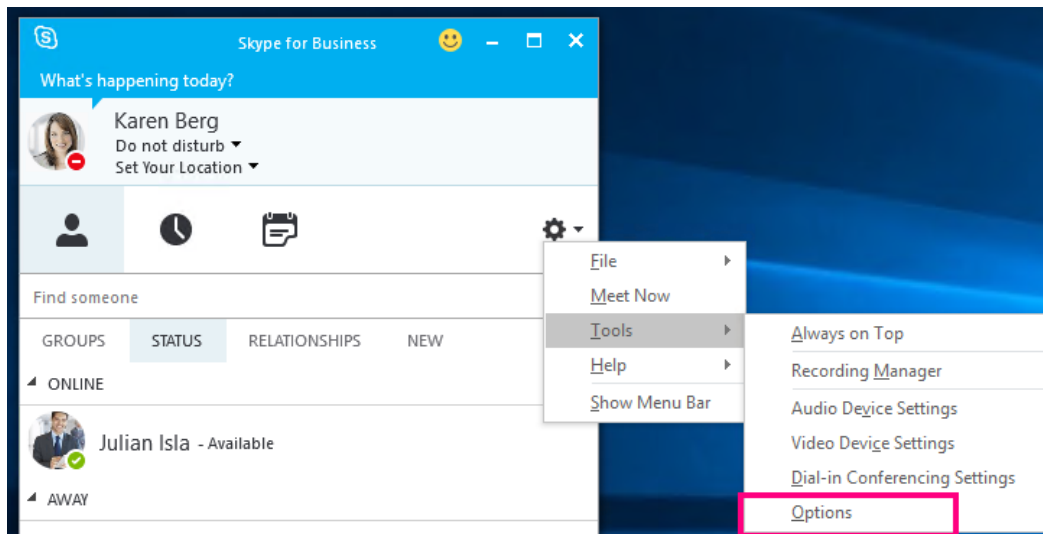 Skype for Business
What's happening today?
Karen Berg
Do not disturb
Set Your Location
File
Meet Now
Tools
Help
Show Menu Bar
Find someone
GROUPS STATUS RELATIONSHIPS NEW
ONLINE
Julian Isla - Available
AWAY
Always on Top
Recording Manager
Audio Device Settings
Video Device Settings
Dial-in Conferencing Settings
Options